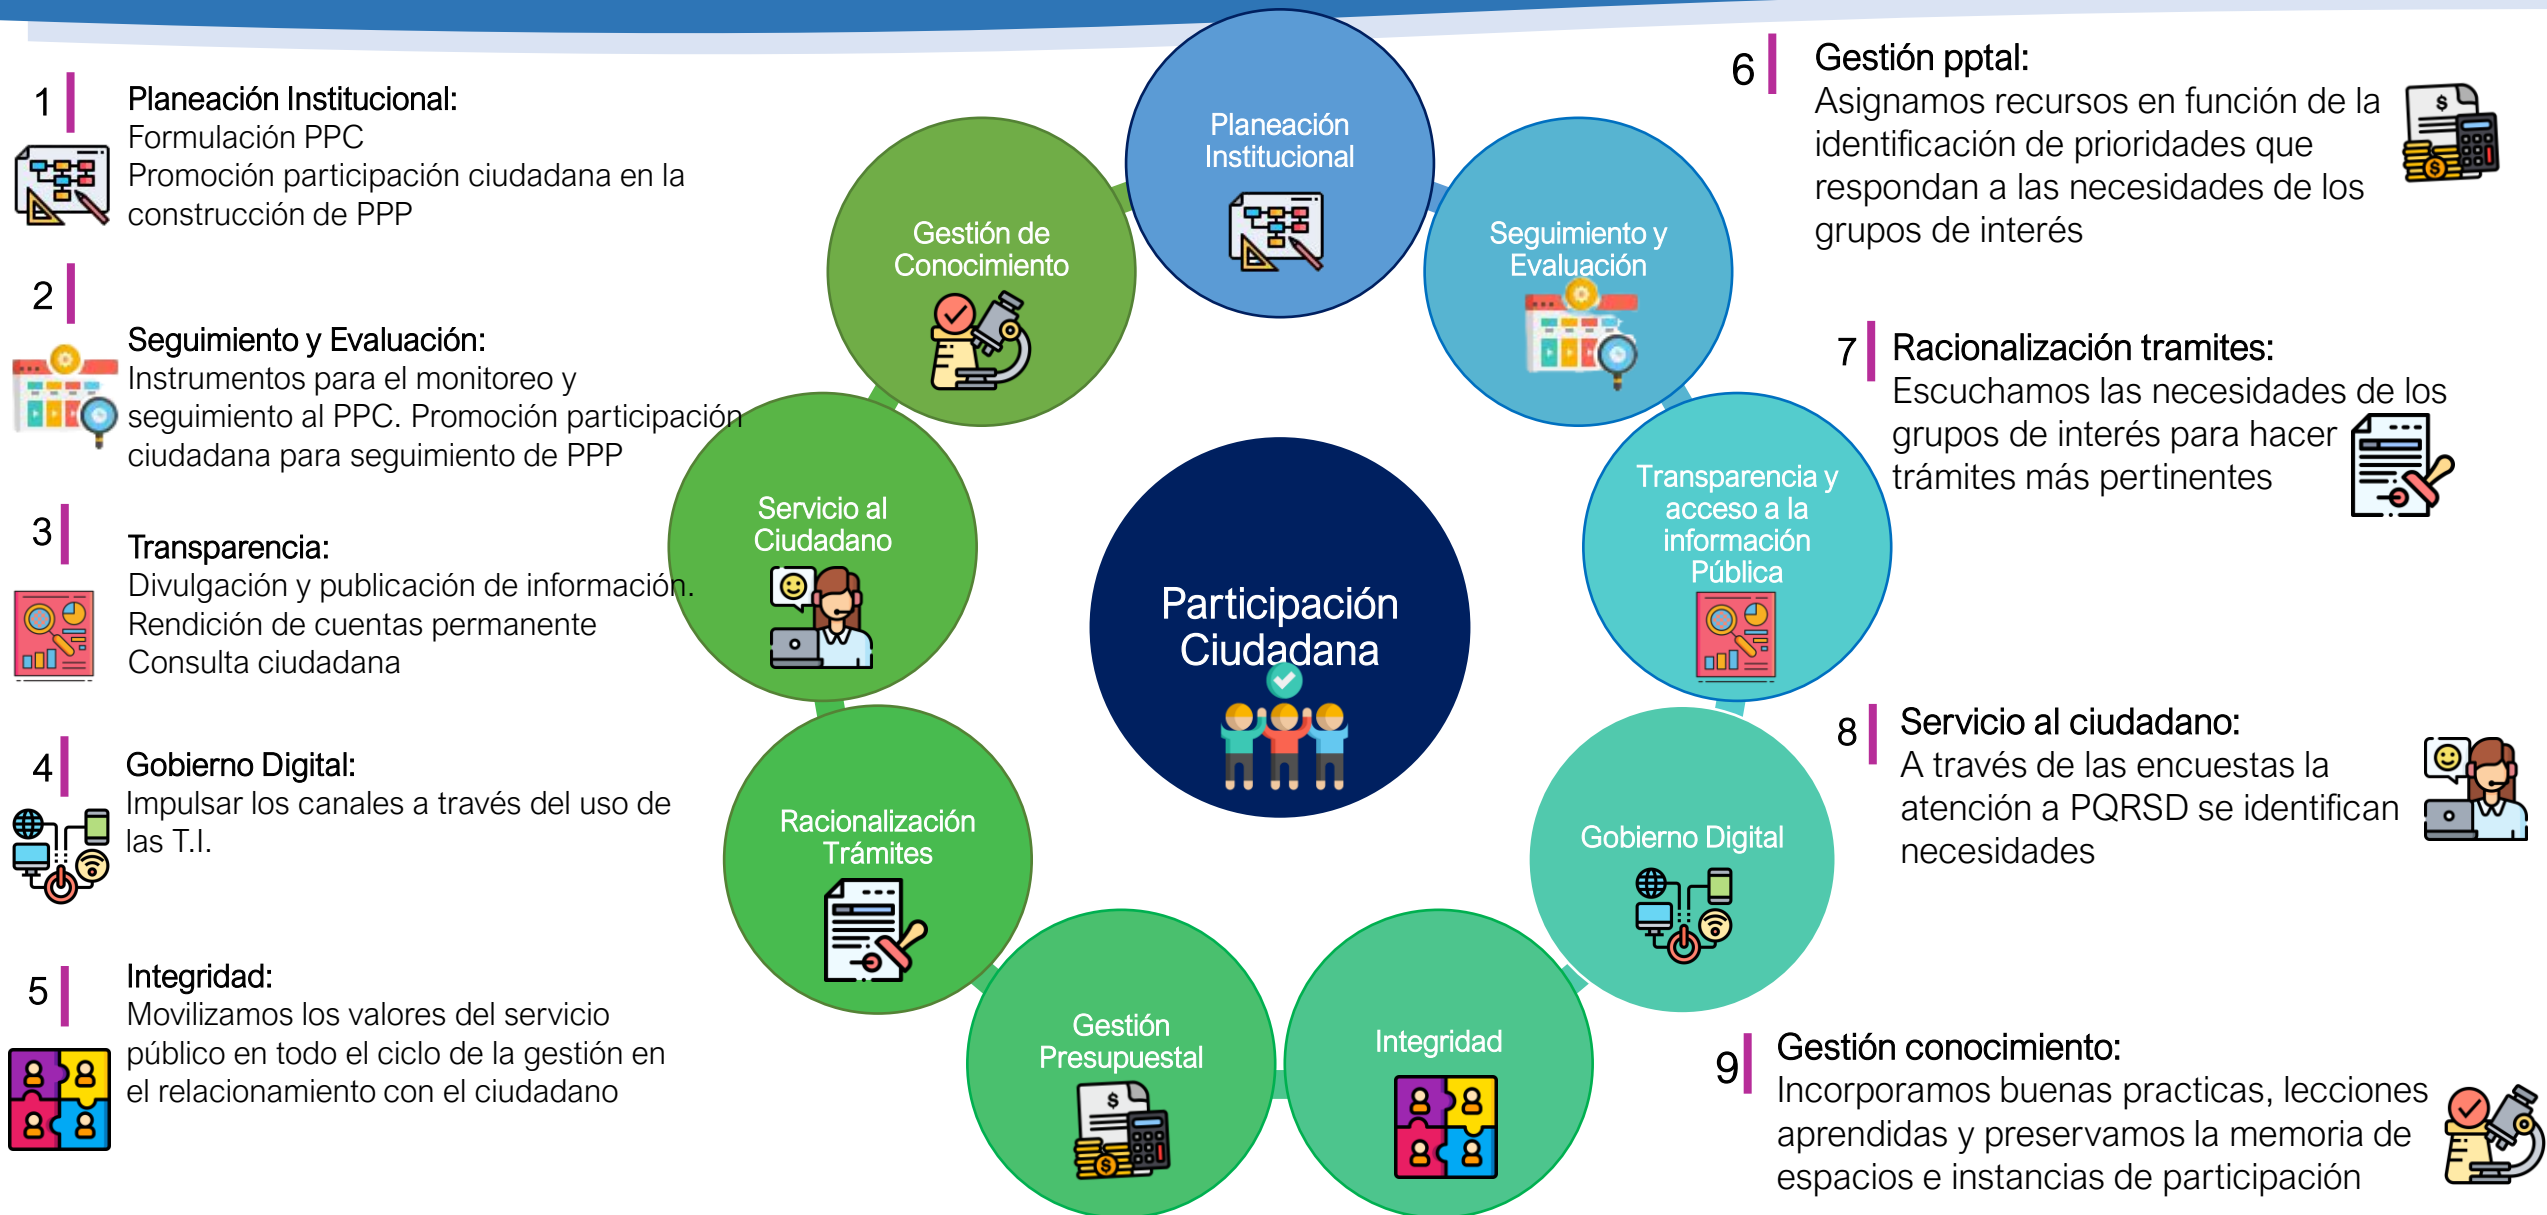 1
Planeación Institucional:
Formulación PPC
Promoción participación ciudadana en la
construcción de PPP
2
Seguimiento y Evaluación:
Instrumentos para el monitoreo y
seguimiento al PPC. Promoción participación
ciudadana para seguimiento de PPP
3
Transparencia:
Divulgación y publicación de información.
Rendición de cuentas permanente
Consulta ciudadana
4
Gobierno Digital:
Impulsar los canales a través del uso de
las T.I.
5
Integridad:
Movilizamos los valores del servicio
público en todo el ciclo de la gestión en
el relacionamiento con el ciudadano
Planeación
Institucional
Seguimiento y
Evaluación
Transparencia y
acceso a la
información
Pública
Gobierno Digital
Integridad
Gestión
Presupuestal
Racionalización
Trámites
Servicio al
Ciudadano
Gestión de
Conocimiento
Participación
Ciudadana
6
Gestión pptal:
Asignamos recursos en función de la
identificación de prioridades que
respondan a las necesidades de los
grupos de interés
7
Racionalización tramites:
Escuchamos las necesidades de los
grupos de interés para hacer
trámites más pertinentes
8
Servicio al ciudadano:
A través de las encuestas la
atención a PQRSD se identifican
necesidades
9
Gestión conocimiento:
Incorporamos buenas practicas, lecciones
aprendidas y preservamos la memoria de
espacios e instancias de participación